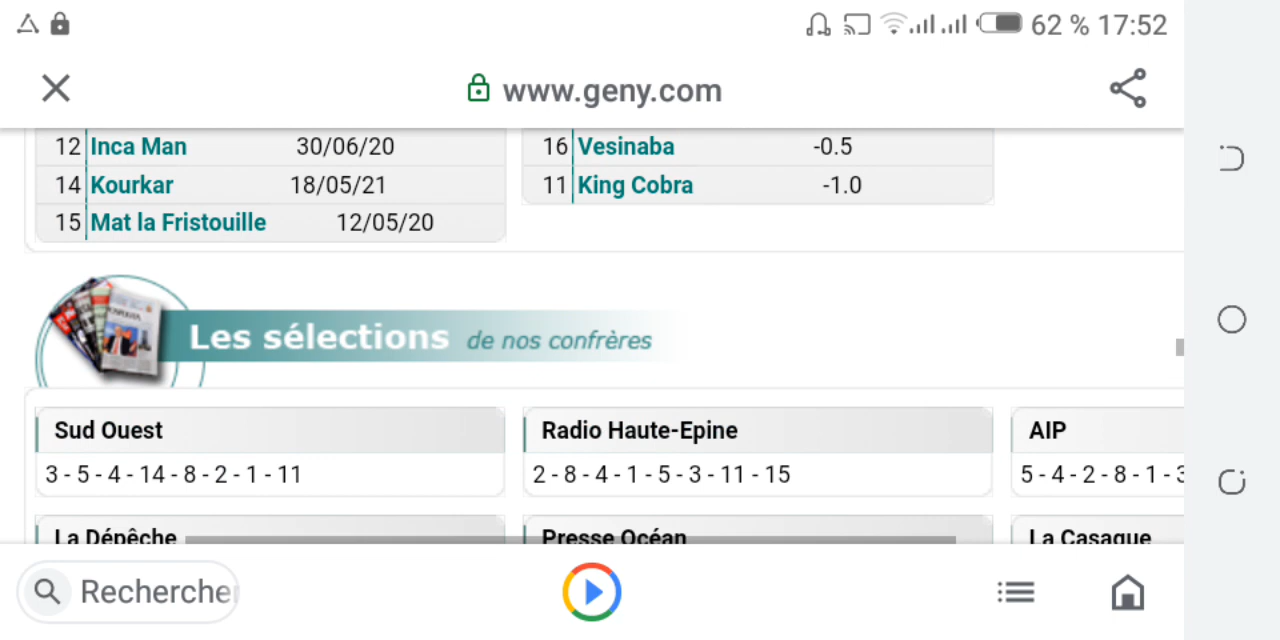 62 % 17:52
www.geny.com
12 Inca Man 30/06/20
16 Vesinaba -0.5
14 Kourkar 18/05/21
11 King Cobra -1.0
15 Mat la Fristouille 12/05/20
Les sélections de nos confrères
Sud Ouest
3 - 5 - 4 - 14 - 8 - 2 - 1 - 11
Radio Haute-Epine
2 - 8 - 4 - 1 - 5 - 3 - 11 - 15
AIP
5 - 4 - 2 - 8 - 1 - 3
La Dépêche
Presse Océan
La Casaque
Recherche